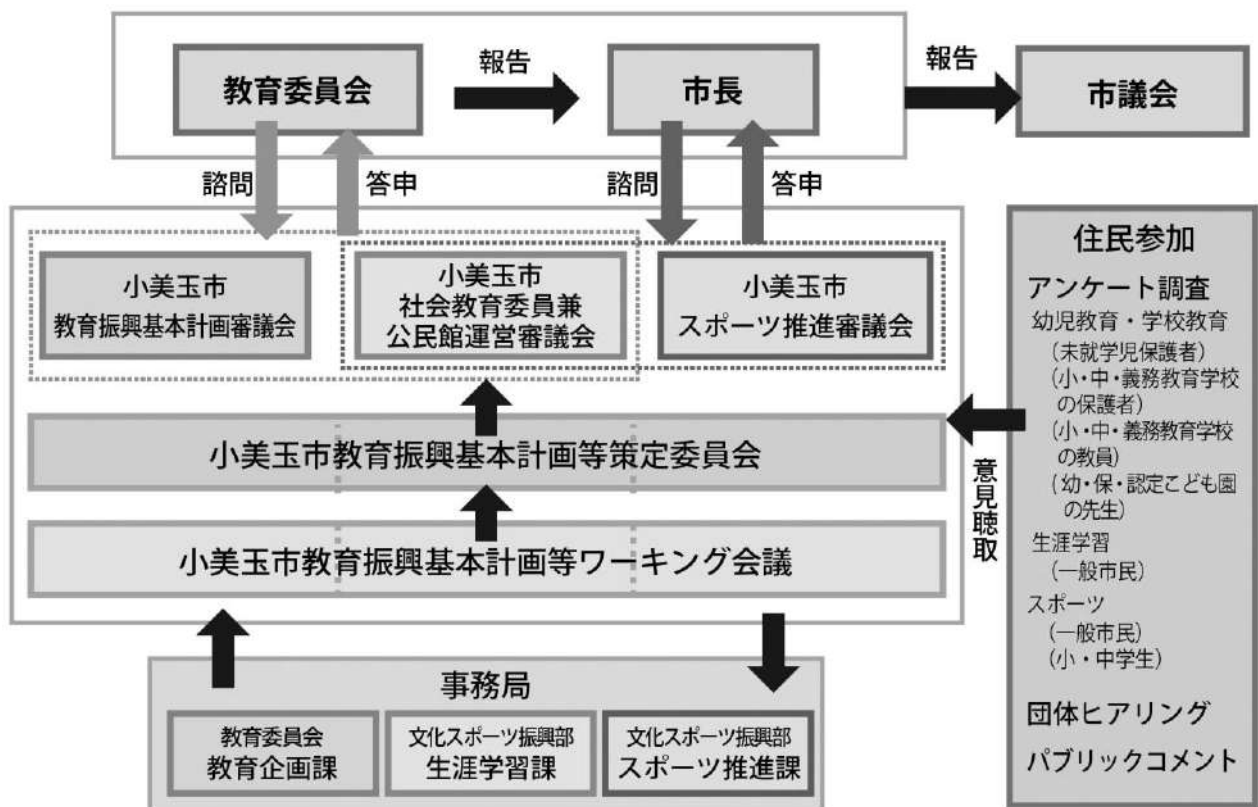 教育委員会
報告
市長
報告
市議会
諮問
答申
諮問
答申
小美玉市
教育振興基本計画審議会
小美玉市
社会教育委員兼
公民館運営審議会
小美玉市
スポーツ推進審議会
小美玉市教育振興基本計画等策定委員会
小美玉市教育振興基本計画等ワーキング会議
意見聴取
住民参加
アンケート調査
幼児教育・学校教育
(未就学児保護者)
(小・中・義務教育学校
の保護者)
(小・中・義務教育学校
の教員)
(幼・保・認定こども園
の先生)
生涯学習
(一般市民)
スポーツ
(一般市民)
(小・中学生)
団体ヒアリング
パブリックコメント
事務局
教育委員会
教育企画課
文化スポーツ振興部
生涯学習課
文化スポーツ振興部
スポーツ推進課